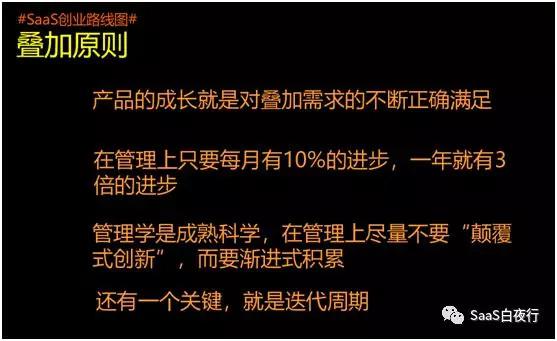 #SaaS创业路线图#
叠加原则
产品的成长就是对叠加需求的不断正确满足
在管理上只要每月有10%的进步，一年就有3
倍的进步
管理学是成熟科学，在管理上尽量不要“颠覆
式创新”，而要渐进式积累
还有一个关键，就是迭代周期
SaaS白夜行